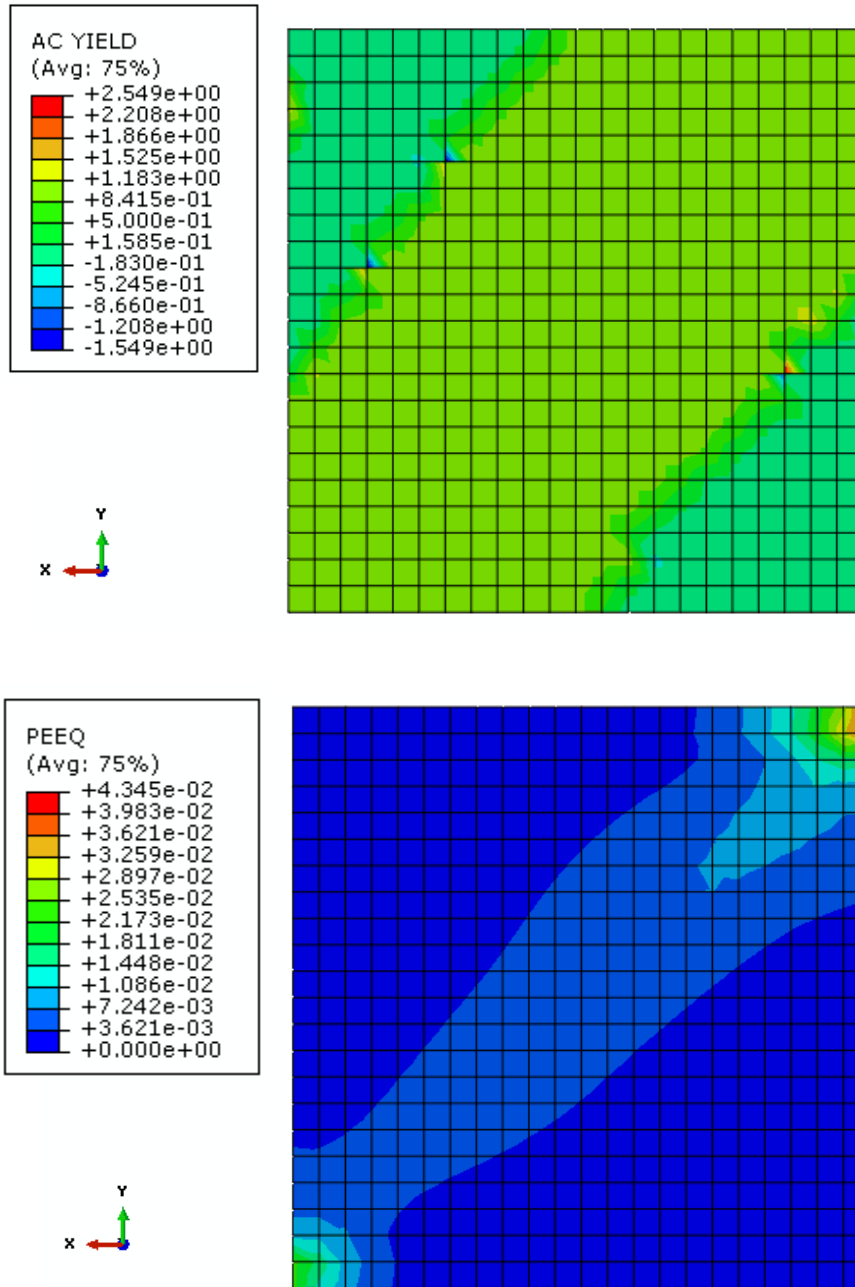 AC YIELD
(Avg: 75%)
+2.549e+00
+2.208e+00
+1.866e+00
+1.525e+00
+1.183e+00
+8.415e-01
+5.000e-01
+1.585e-01
-1.830e-01
-5.245e-01
-8.660e-01
-1.208e+00
-1.549e+00
Y
X
PEEQ
(Avg: 75%)
+4.345e-02
+3.983e-02
+3.621e-02
+3.259e-02
+2.897e-02
+2.535e-02
+2.173e-02
+1.811e-02
+1.448e-02
+1.086e-02
+7.242e-03
+3.621e-03
+0.000e+00
Y
X